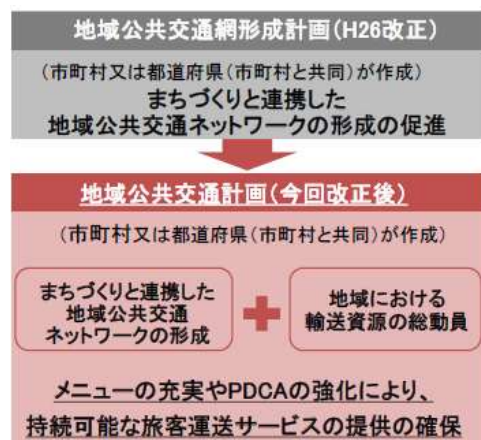 地域公共交通網形成計画(H26改正)
(市町村又は都道府県(市町村と共同)が作成)
まちづくりと連携した
地域公共交通ネットワークの形成の促進
地域公共交通計画(今回改正後)
(市町村又は都道府県(市町村と共同)が作成)
まちづくりと連携した
地域公共交通
ネットワークの形成
+
地域における
輸送資源の総動員
メニューの充実やPDCAの強化により、
持続可能な旅客運送サービスの提供の確保